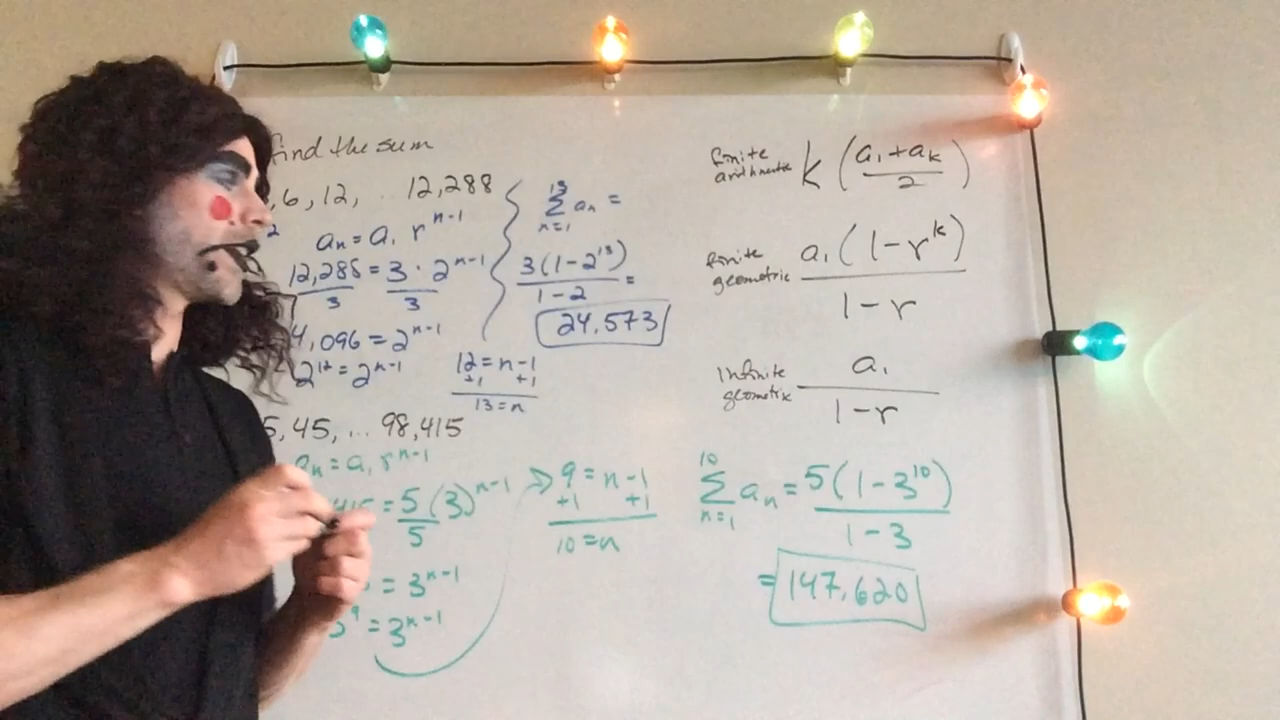 find the sum
,6, 12, ... 12,288
2
aₙ = a₁ rⁿ⁻¹
12,288 = 3 · 2ⁿ⁻¹
3 3
4,096 = 2ⁿ⁻¹
2¹² = 2ⁿ⁻¹
12 = n-1
+1 +1
13 = n
13
Σ aₙ =
n=1
3(1-2¹³)
1-2 =
24,573
5, 45, ... 98,415
aₙ = a₁ rⁿ⁻¹
415 = 5(3)ⁿ⁻¹
5
= 3ⁿ⁻¹
3⁹ = 3ⁿ⁻¹
9 = n-1
+1 +1
10 = n
finite arithmetic k (a₁+aₖ)
2
finite geometric a₁(1-rᵏ)
1-r
Infinite geometric a₁
1-r
10
Σ aₙ = 5(1-3¹⁰)
n=1
1-3
= 147,620